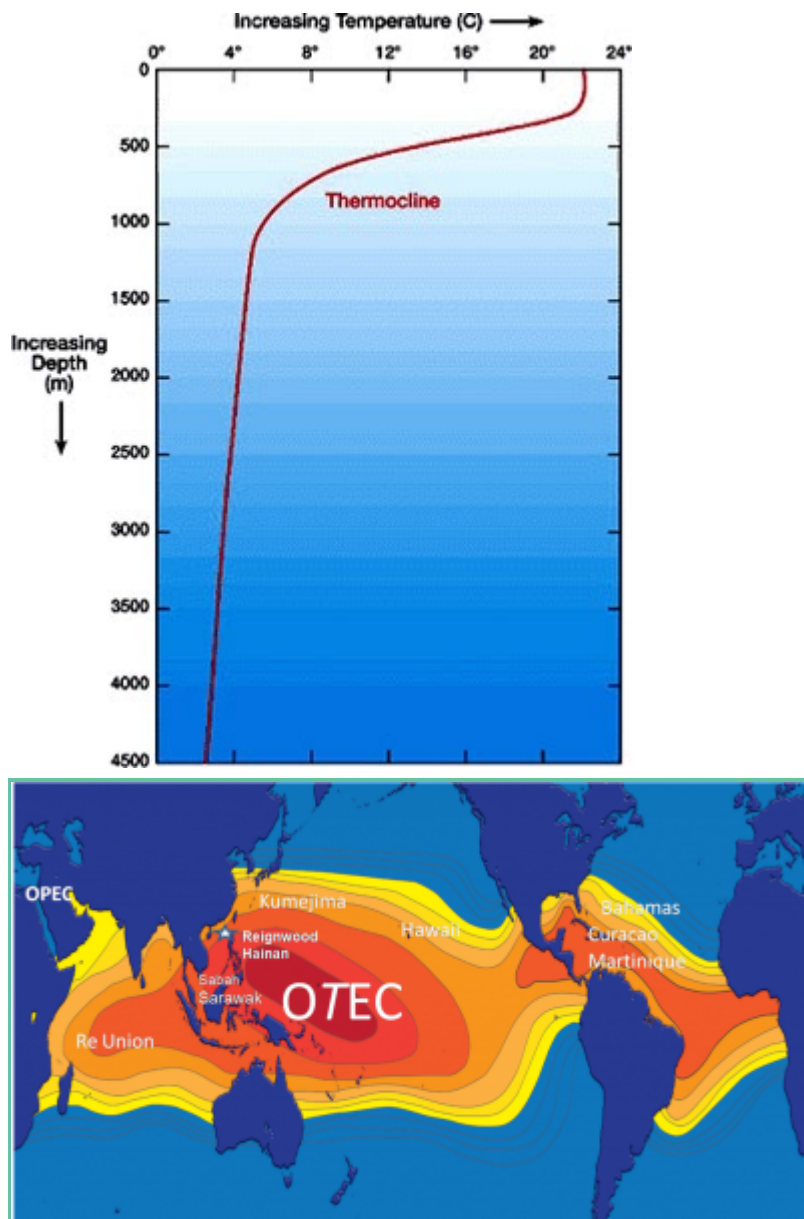 Increasing Temperature (C)
0° 4° 8° 12° 16° 20° 24°
0
500
Thermocline
1000
1500
Increasing
Depth
(m)
2000
2500
3000
3500
4000
4500
OPEC
Kumejima
Hawaii
Bahamas
Curacao
Martinique
Reignwood
Hainan
Sabah
Sarawak
OTEC
Re Union